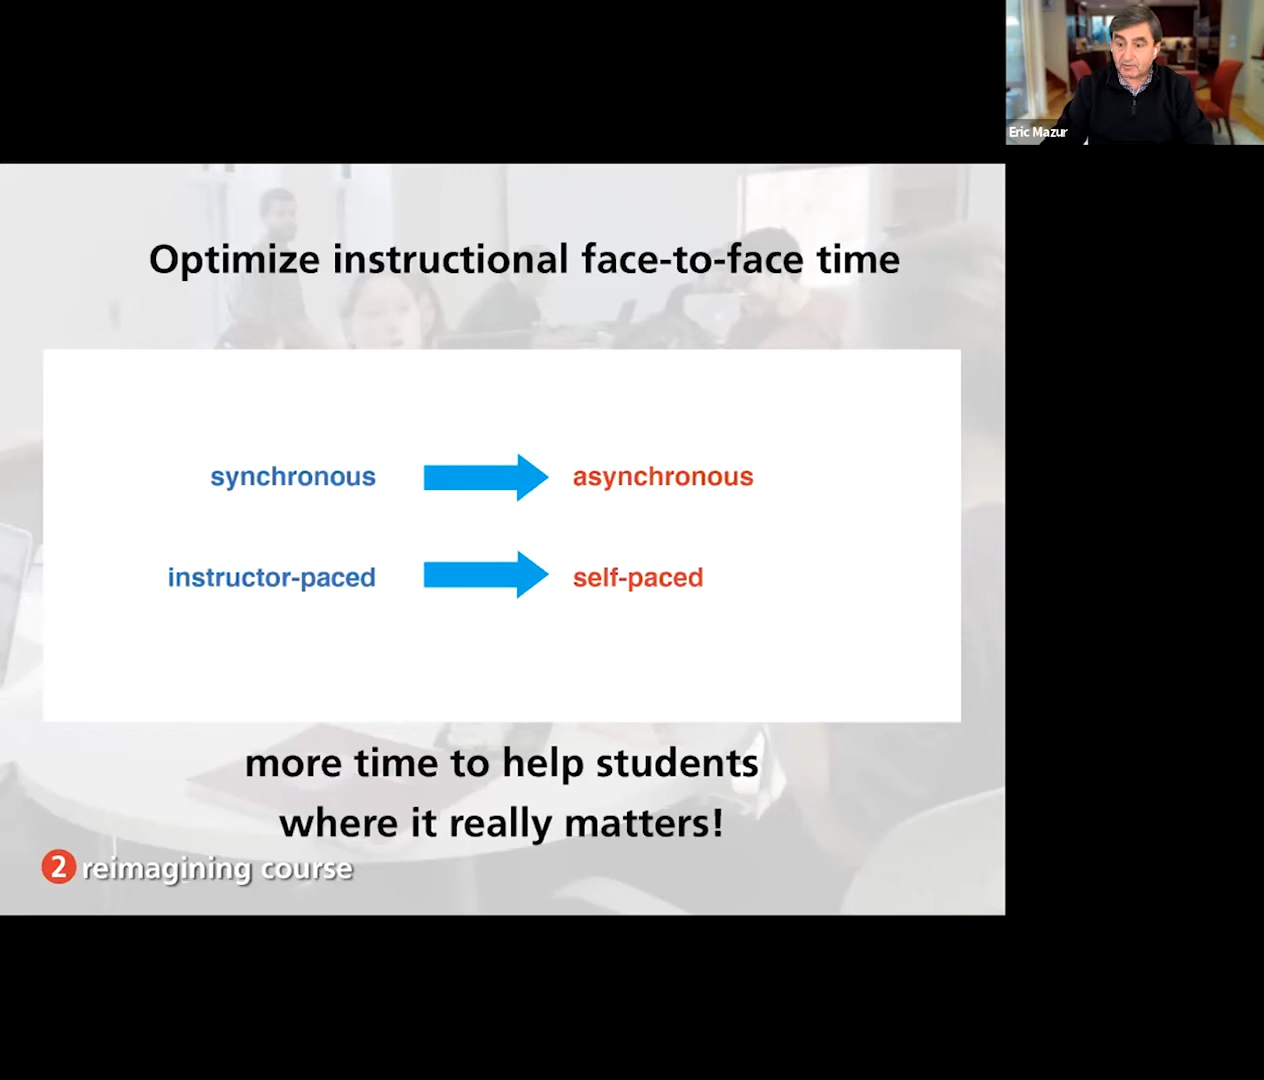 Eric Mazur
Optimize instructional face-to-face time
synchronous asynchronous
instructor-paced self-paced
more time to help students
where it really matters!
2 reimagining course